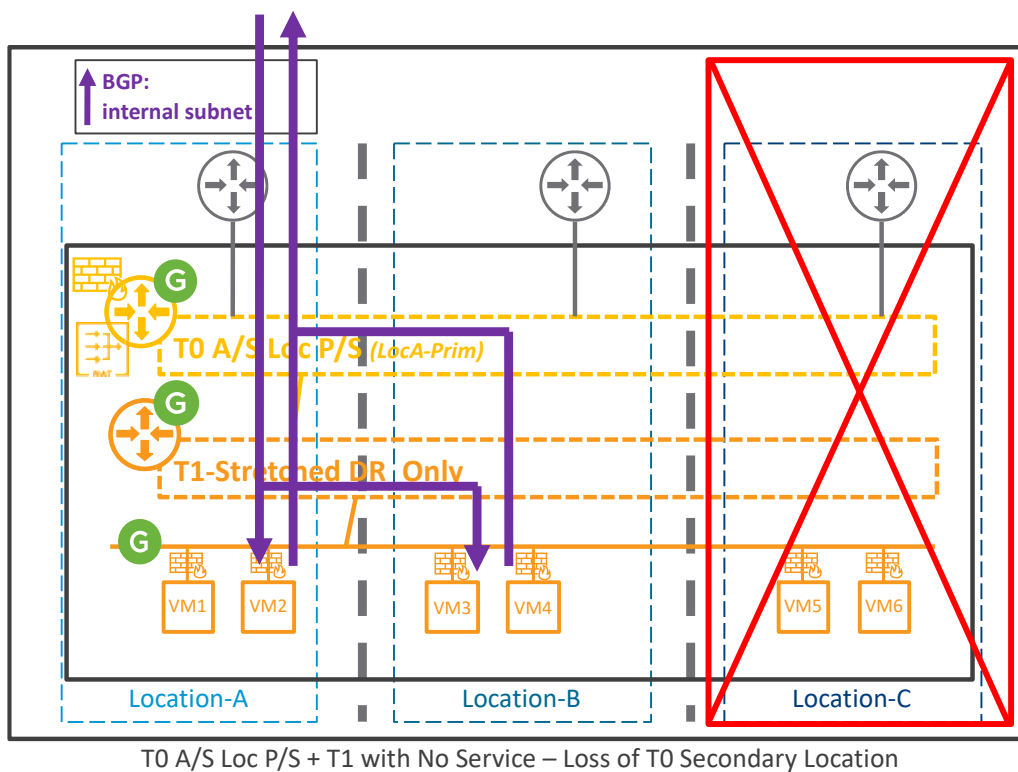 BGP:
internal subnet
G
T0 A/S Loc P/S (LocA-Prim)
NAT
G
T1-Stretched DR Only
G
VM1
VM2
VM3
VM4
VM5
VM6
Location-A
Location-B
Location-C
T0 A/S Loc P/S + T1 with No Service – Loss of T0 Secondary Location